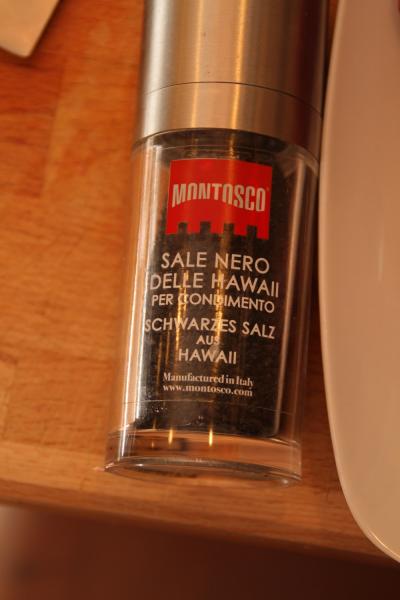 MONTOSCO
SALE NERO
DELLE HAWAII
PER CONDIMENTO
SCHWARZES SALZ
AUS
HAWAII
Manufactured in Italy
www.montosco.com